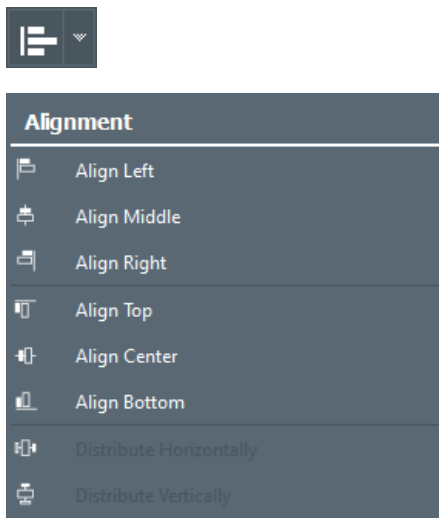 Alignment
Align Left
Align Middle
Align Right
Align Top
Align Center
Align Bottom
Distribute Horizontally
Distribute Vertically